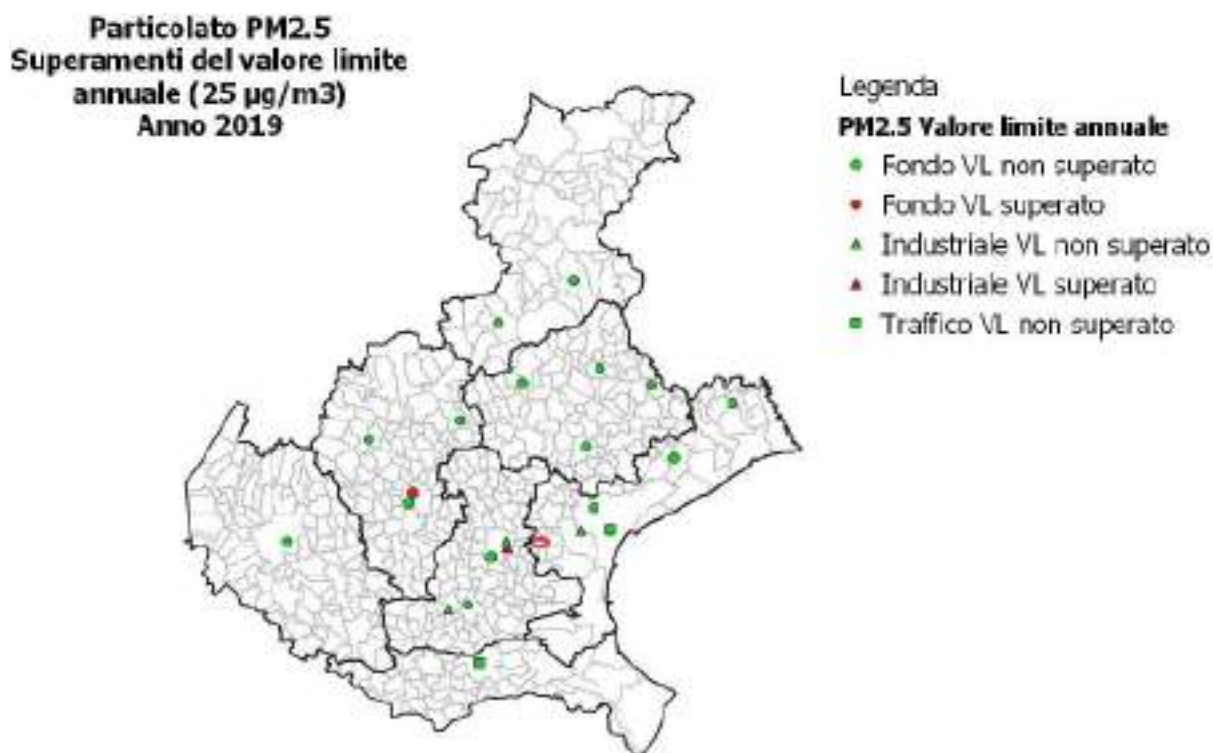 Particolato PM2.5
Superamenti del valore limite
annuale (25 µg/m3)
Anno 2019
Legenda
PM2.5 Valore limite annuale
Fondo VL non superato
Fondo VL superato
Industriale VL non superato
Industriale VL superato
Traffico VL non superato